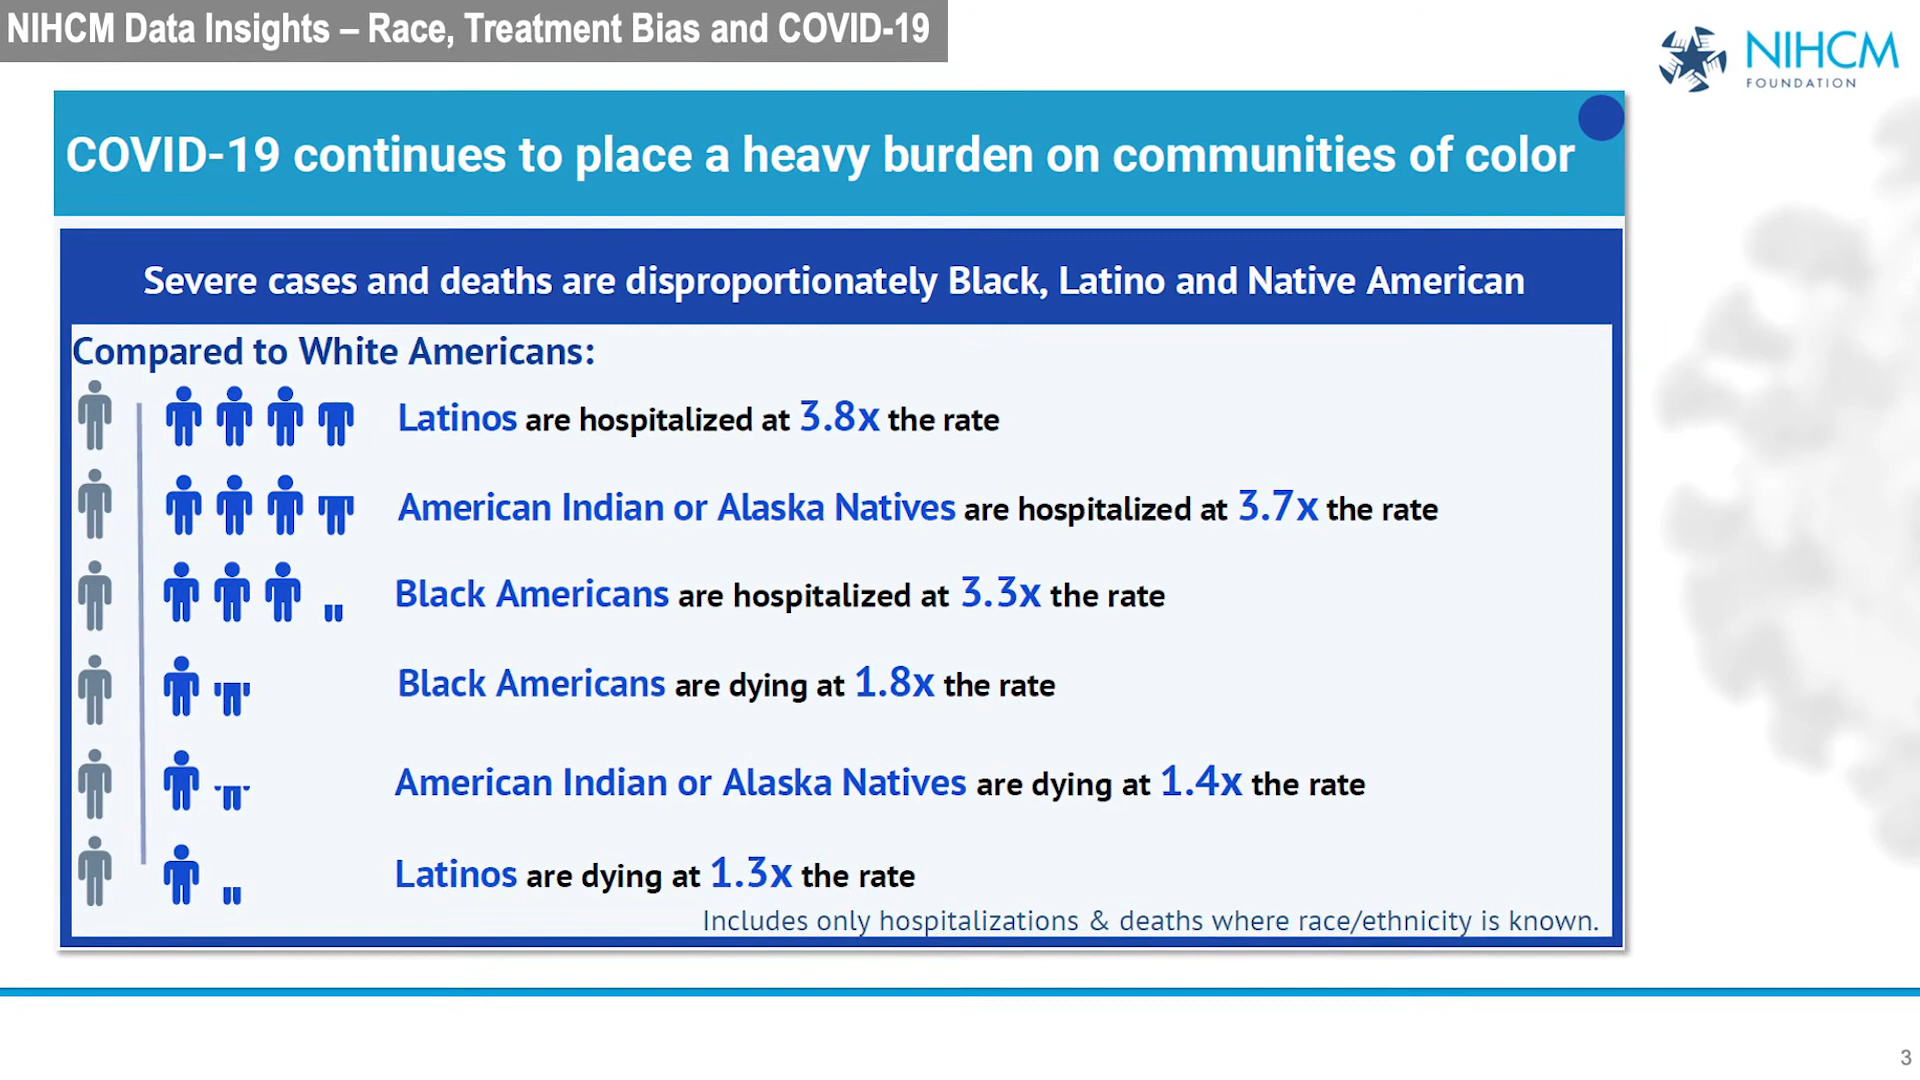 NIHCM Data Insights – Race, Treatment Bias and COVID-19
NIHCM
FOUNDATION
COVID-19 continues to place a heavy burden on communities of color
Severe cases and deaths are disproportionately Black, Latino and Native American
Compared to White Americans:
Latinos are hospitalized at 3.8x the rate
American Indian or Alaska Natives are hospitalized at 3.7x the rate
Black Americans are hospitalized at 3.3x the rate
Black Americans are dying at 1.8x the rate
American Indian or Alaska Natives are dying at 1.4x the rate
Latinos are dying at 1.3x the rate
Includes only hospitalizations & deaths where race/ethnicity is known.
3